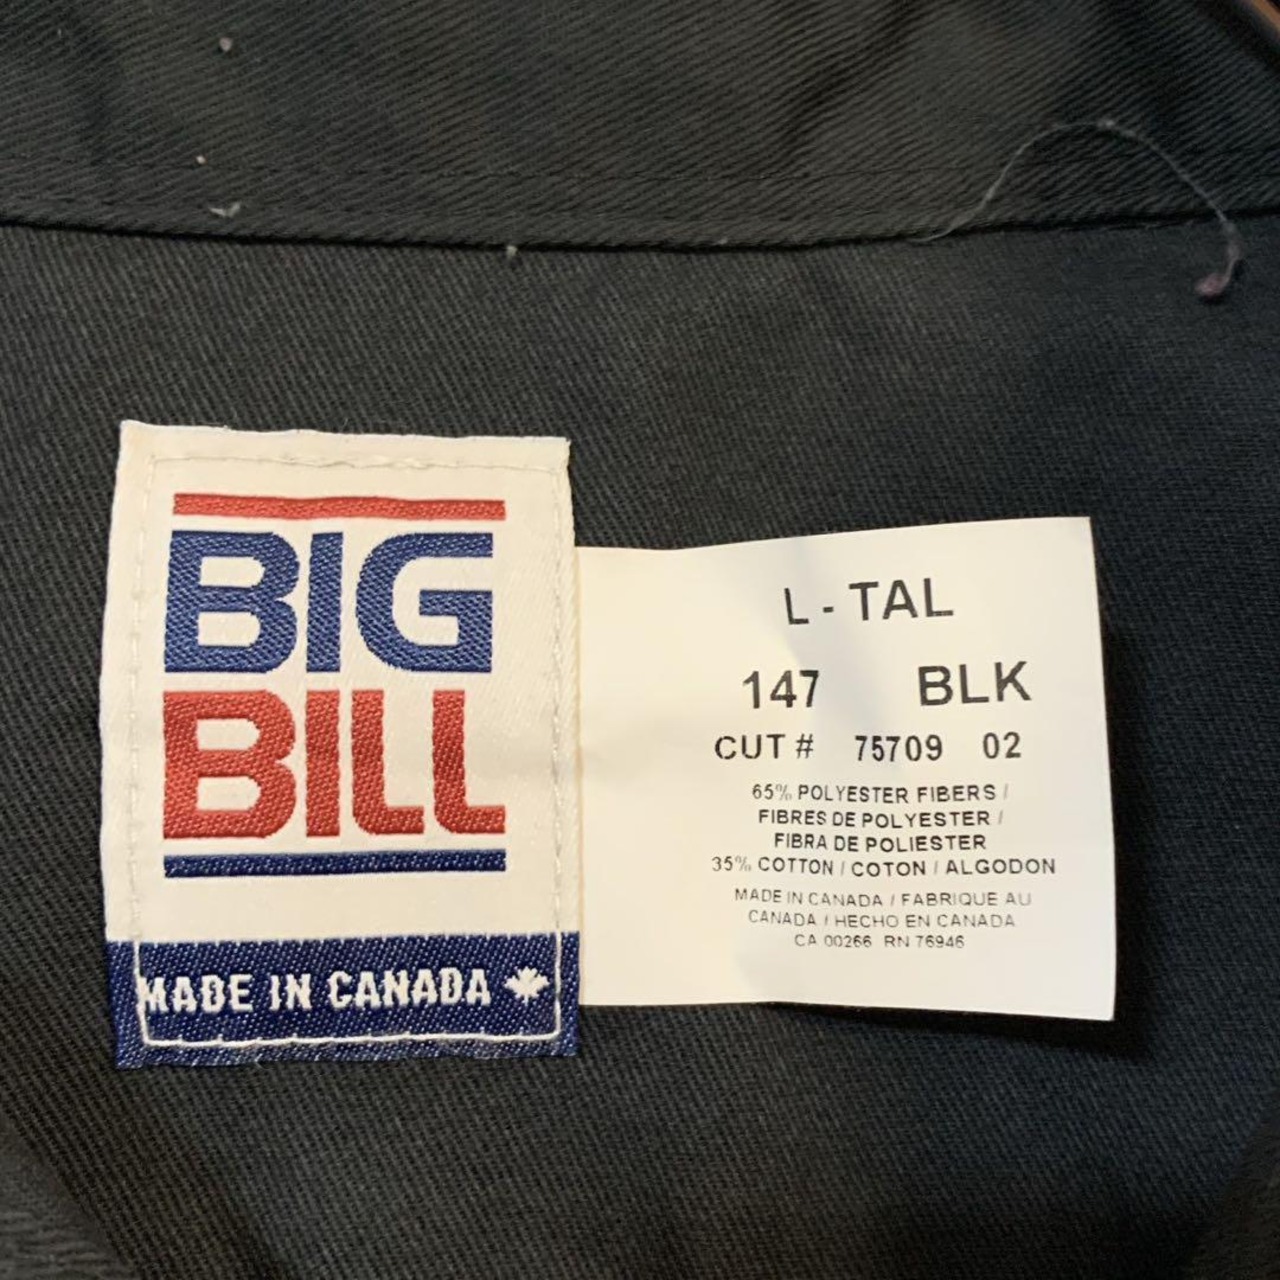 BIG
BILL
MADE IN CANADA
L - TAL
147 BLK
CUT # 75709 02
65% POLYESTER FIBERS /
FIBRES DE POLYESTER /
FIBRA DE POLIESTER
35% COTTON / COTON / ALGODON
MADE IN CANADA / FABRIQUE AU
CANADA / HECHO EN CANADA
CA 00266 RN 76946